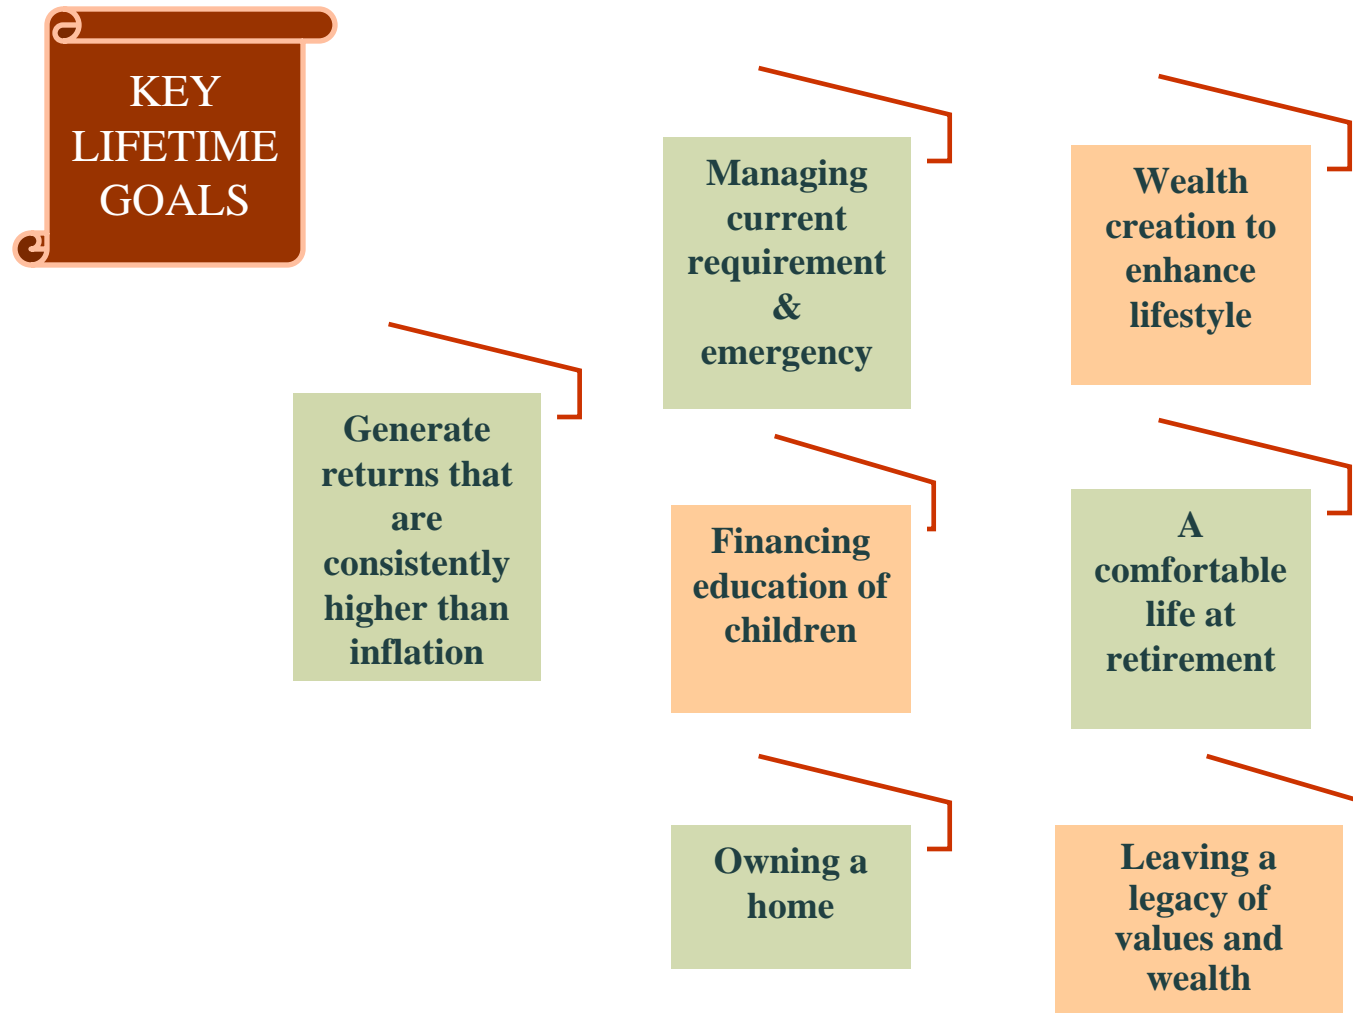 KEY
LIFETIME
GOALS
Generate
returns that
are
consistently
higher than
inflation
Managing
current
requirement
&
emergency
Financing
education of
children
Owning a
home
Wealth
creation to
enhance
lifestyle
A
comfortable
life at
retirement
Leaving a
legacy of
values and
wealth